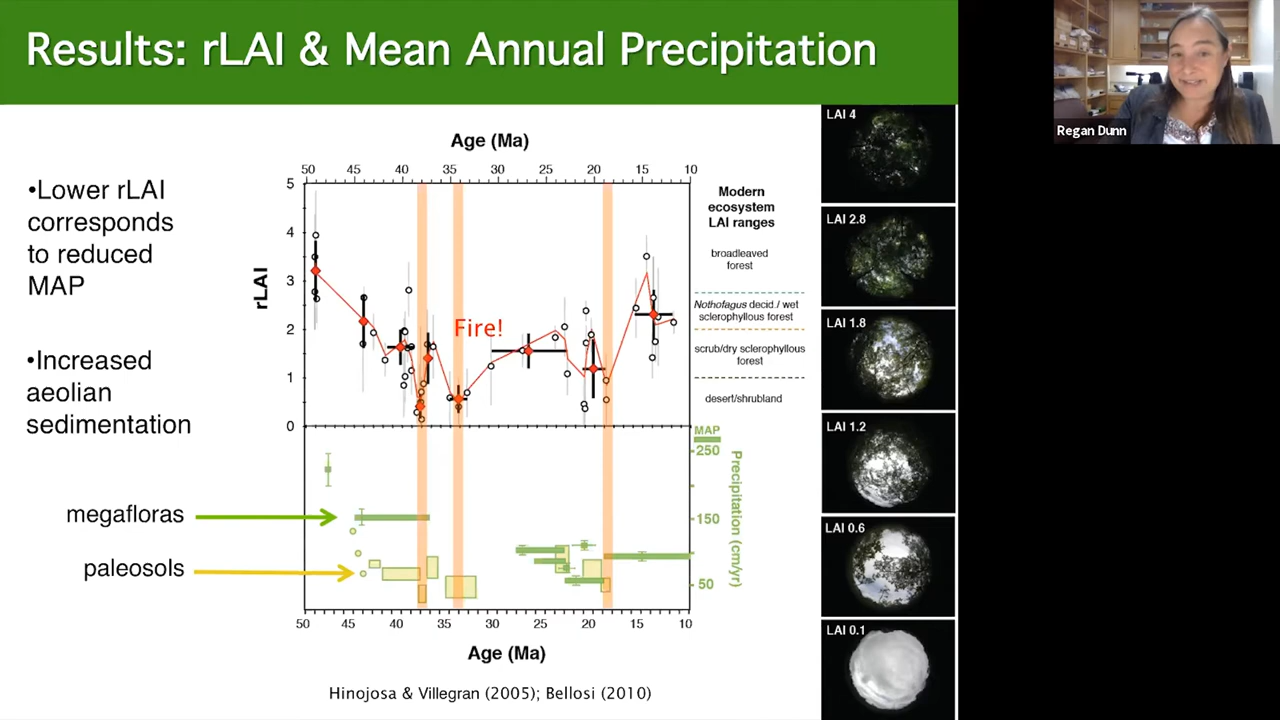 Results: rLAI & Mean Annual Precipitation
Regan Dunn
•Lower rLAI
corresponds
to reduced
MAP
•Increased
aeolian
sedimentation
megafloras
paleosols
Age (Ma)
50 45 40 35 30 25 20 15 10
rLAI
5
4
3
2
1
0
Fire!
Modern
ecosystem
LAI ranges
broadleaved
forest
Nothofagus decid./ wet
sclerophyllous forest
scrub/dry sclerophyllous
forest
desert/shrubland
MAP
250
150
50
Precipitation (cm/yr)
50 45 40 35 30 25 20 15 10
Age (Ma)
Hinojosa & Villegran (2005); Bellosi (2010)
LAI 4
LAI 2.8
LAI 1.8
LAI 1.2
LAI 0.6
LAI 0.1